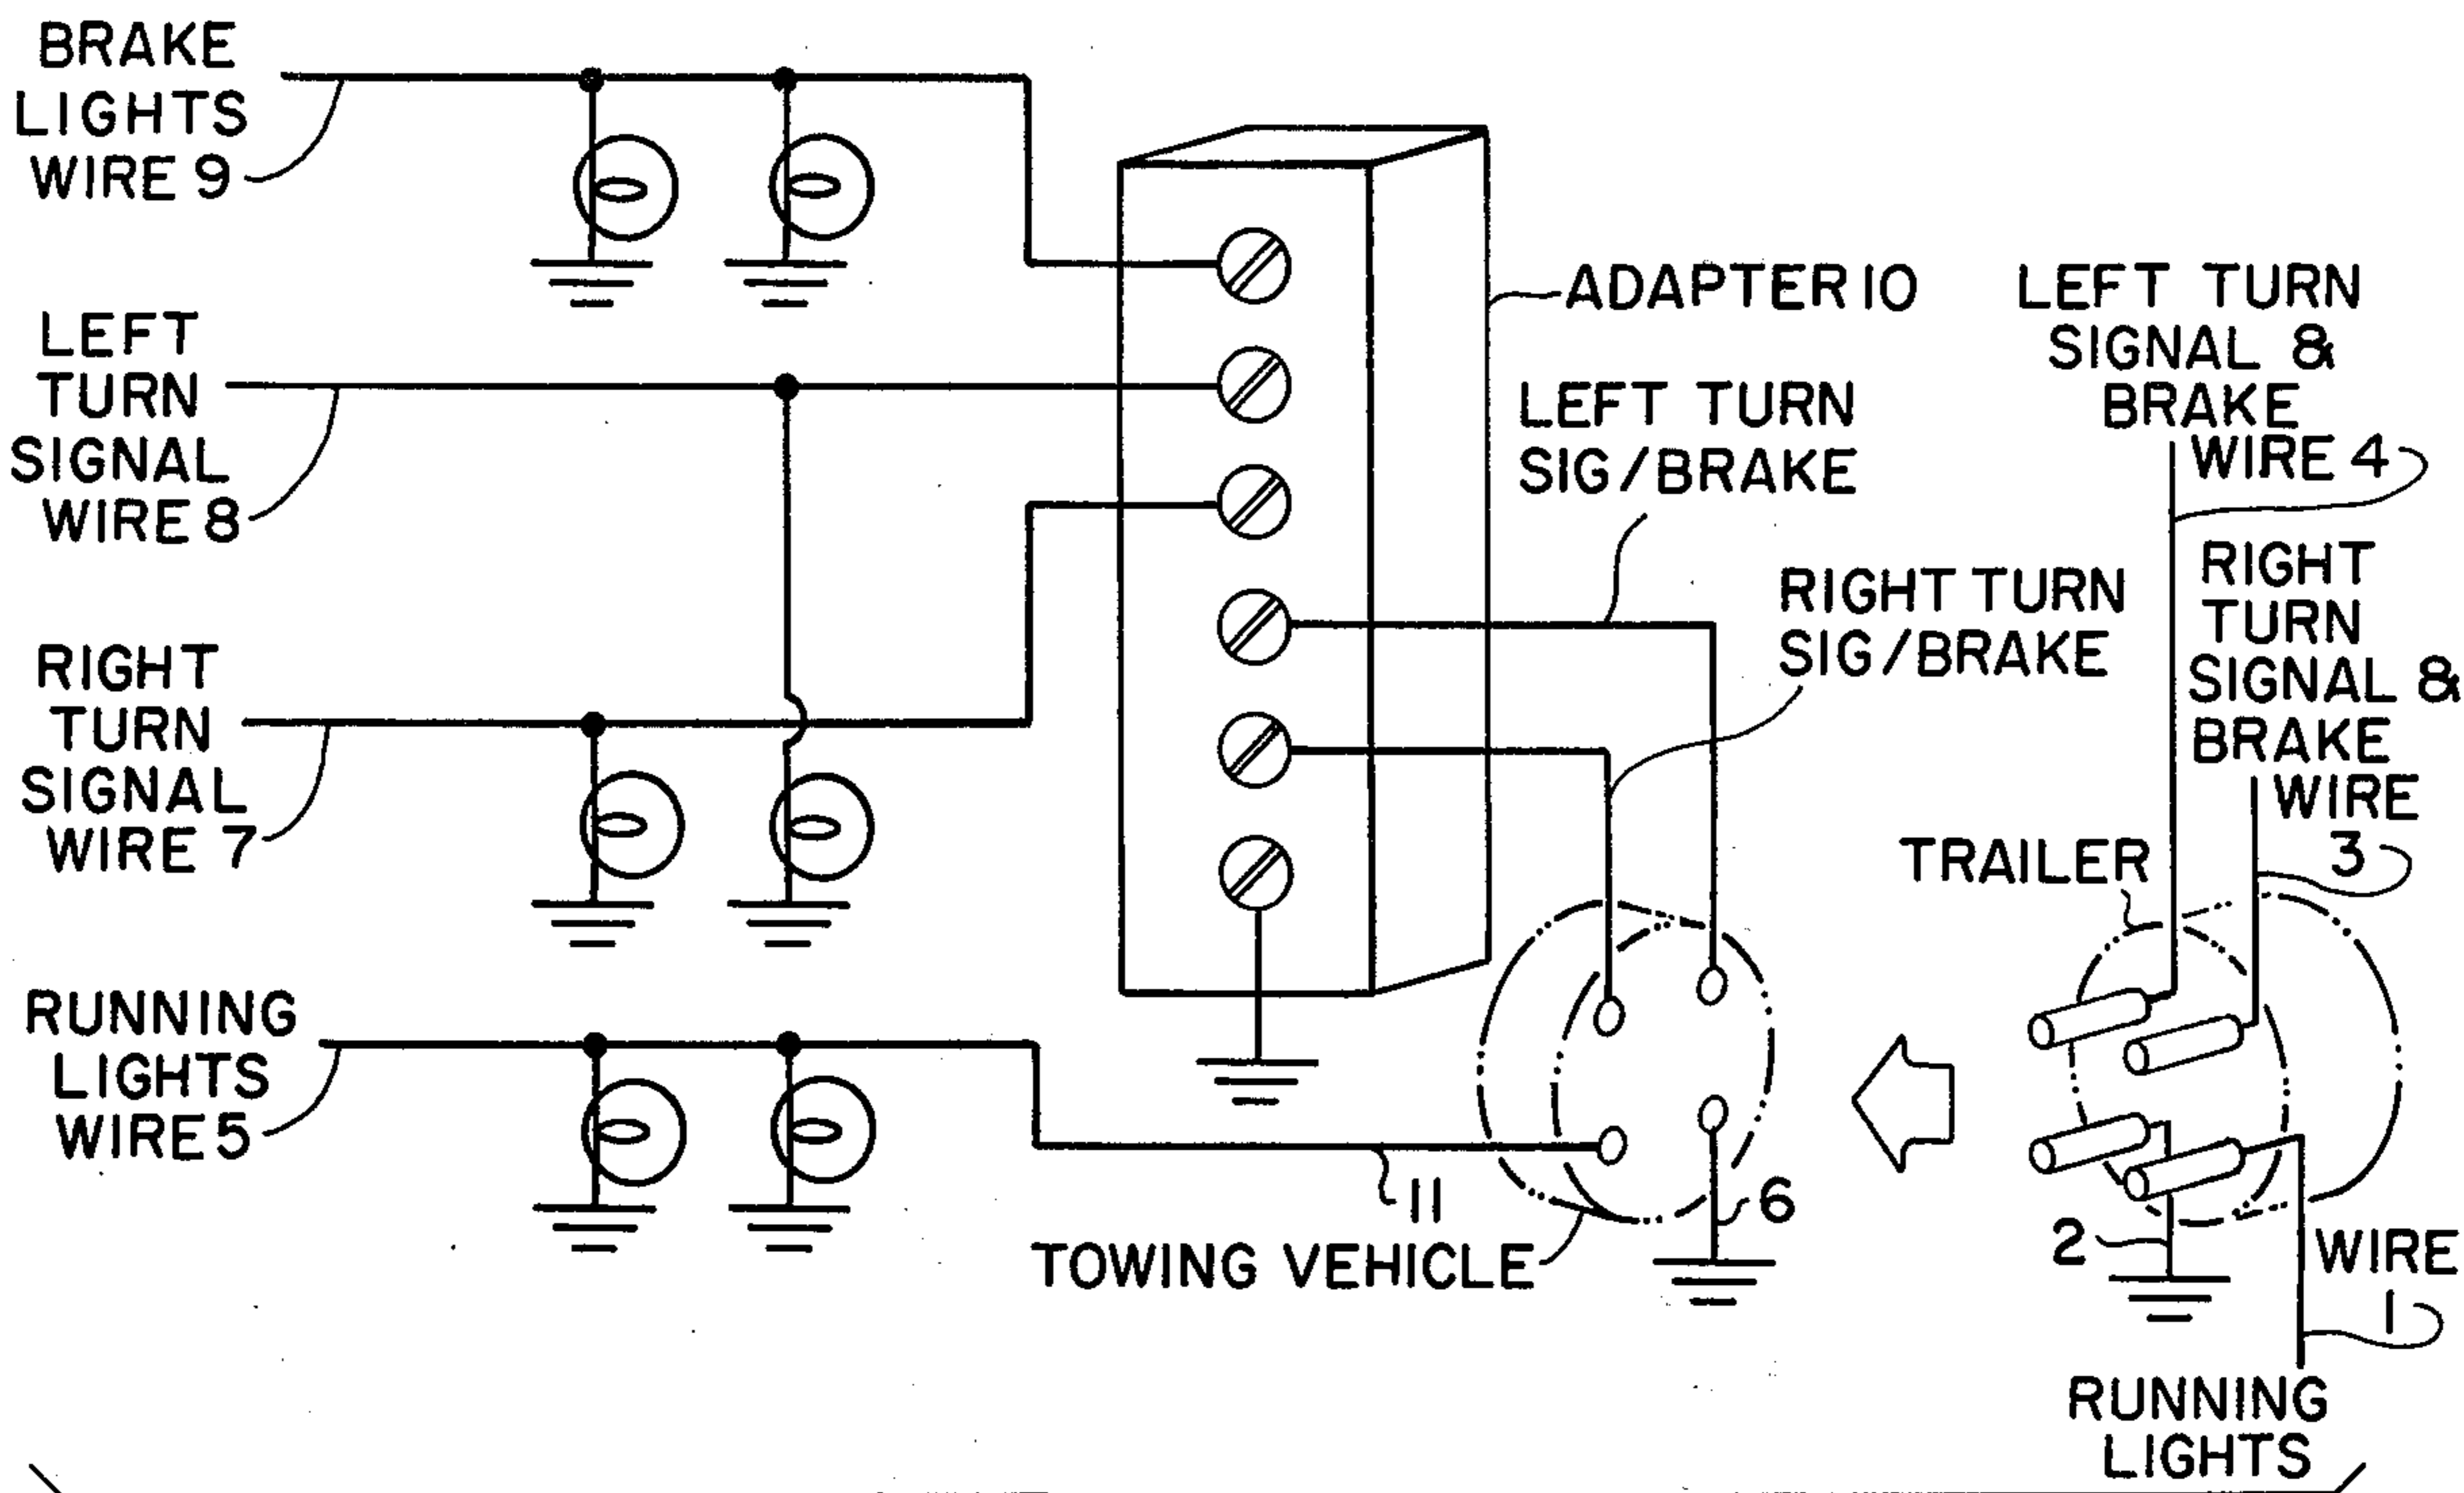 BRAKE
LIGHTS
WIRE 9
LEFT
TURN
SIGNAL
WIRE 8
RIGHT
TURN
SIGNAL
WIRE 7
RUNNING
LIGHTS
WIRE 5
ADAPTER 10
LEFT TURN
SIG/BRAKE
RIGHT TURN
SIG/BRAKE
LEFT TURN
SIGNAL &
BRAKE
WIRE 4
RIGHT
TURN
SIGNAL &
BRAKE
WIRE
3
TRAILER
11
6
TOWING VEHICLE
2
WIRE
1
RUNNING
LIGHTS